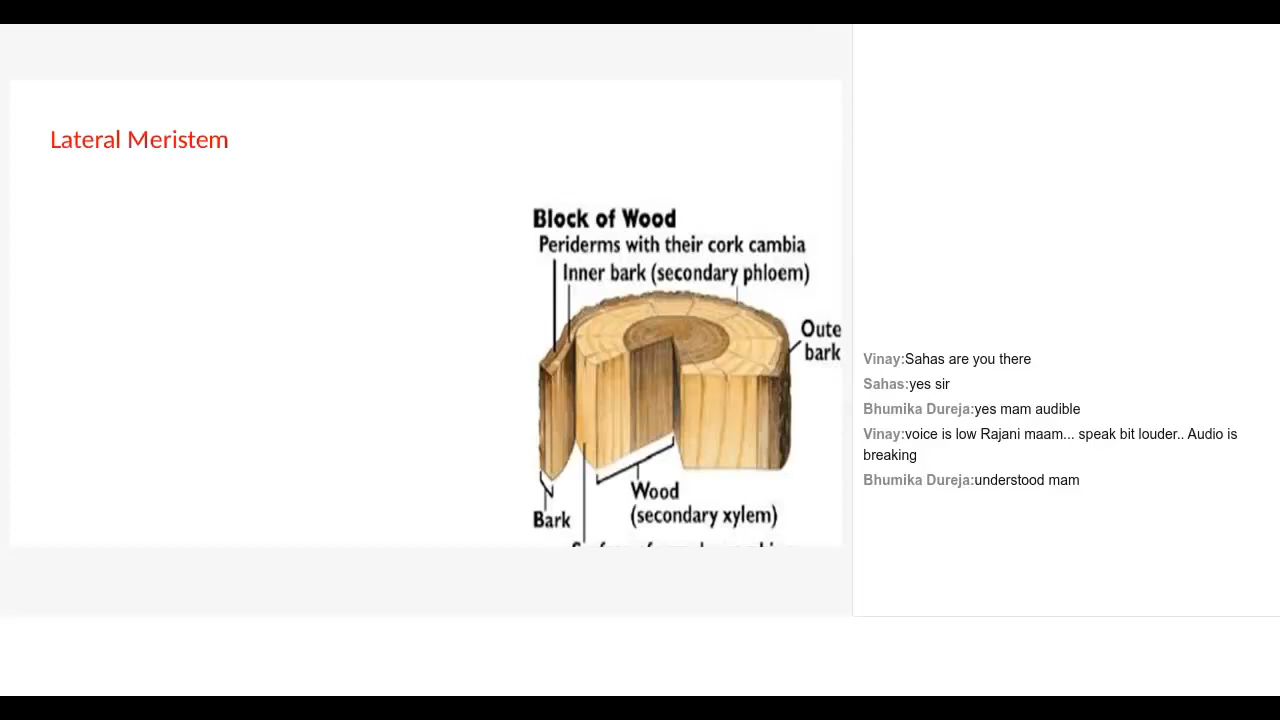 Lateral Meristem
Block of Wood
Periderms with their cork cambia
Inner bark (secondary phloem)
Oute
bark
Wood
(secondary xylem)
Bark
Vinay:Sahas are you there
Sahas:yes sir
Bhumika Dureja:yes mam audible
Vinay:voice is low Rajani maam... speak bit louder.. Audio is
breaking
Bhumika Dureja:understood mam